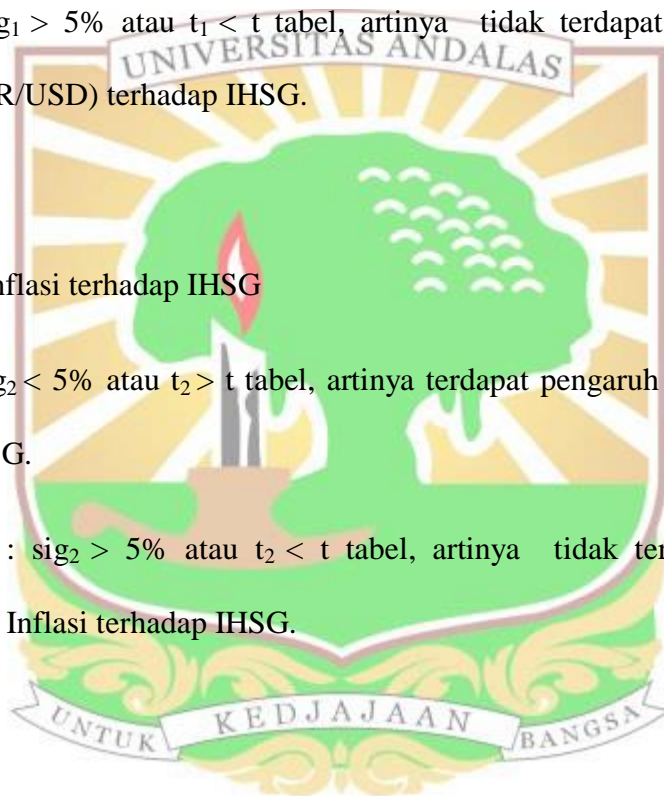 g₁ > 5% atau t₁ < t tabel, artinya tidak terdapat
UNIVERSITAS ANDALAS
R/USD) terhadap IHSG.
nflasi terhadap IHSG
g₂ < 5% atau t₂ > t tabel, artinya terdapat pengaruh
G.
: sig₂ > 5% atau t₂ < t tabel, artinya tidak ter
Inflasi terhadap IHSG.
UNTUK KEDJAJAAN BANGSA